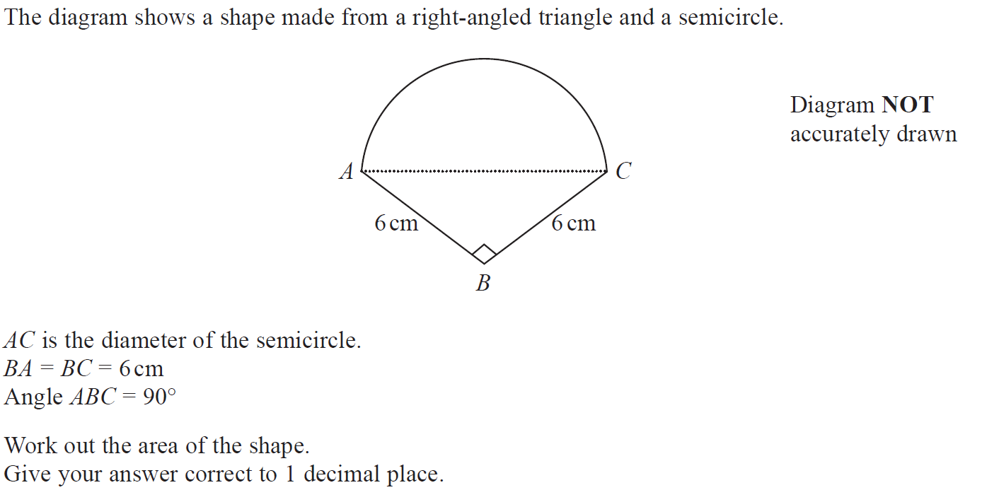 The diagram shows a shape made from a right-angled triangle and a semicircle.
Diagram NOT
accurately drawn
A
C
6 cm
6 cm
B
AC is the diameter of the semicircle.
BA = BC = 6 cm
Angle ABC = 90°
Work out the area of the shape.
Give your answer correct to 1 decimal place.